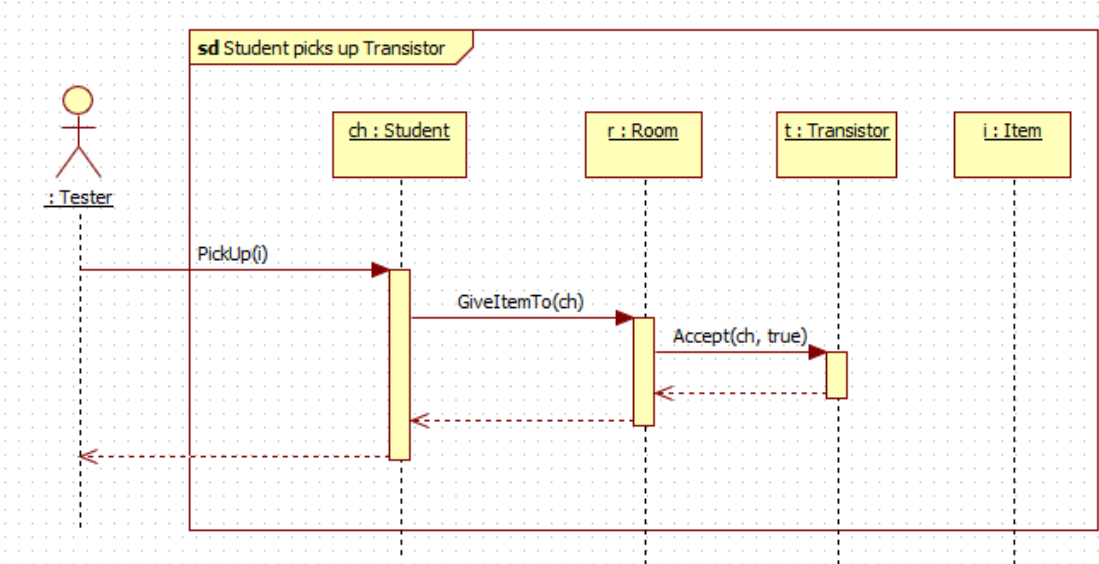 sd Student picks up Transistor
ch : Student
r : Room
t : Transistor
i : Item
: Tester
PickUp(i)
GiveItemTo(ch)
Accept(ch, true)